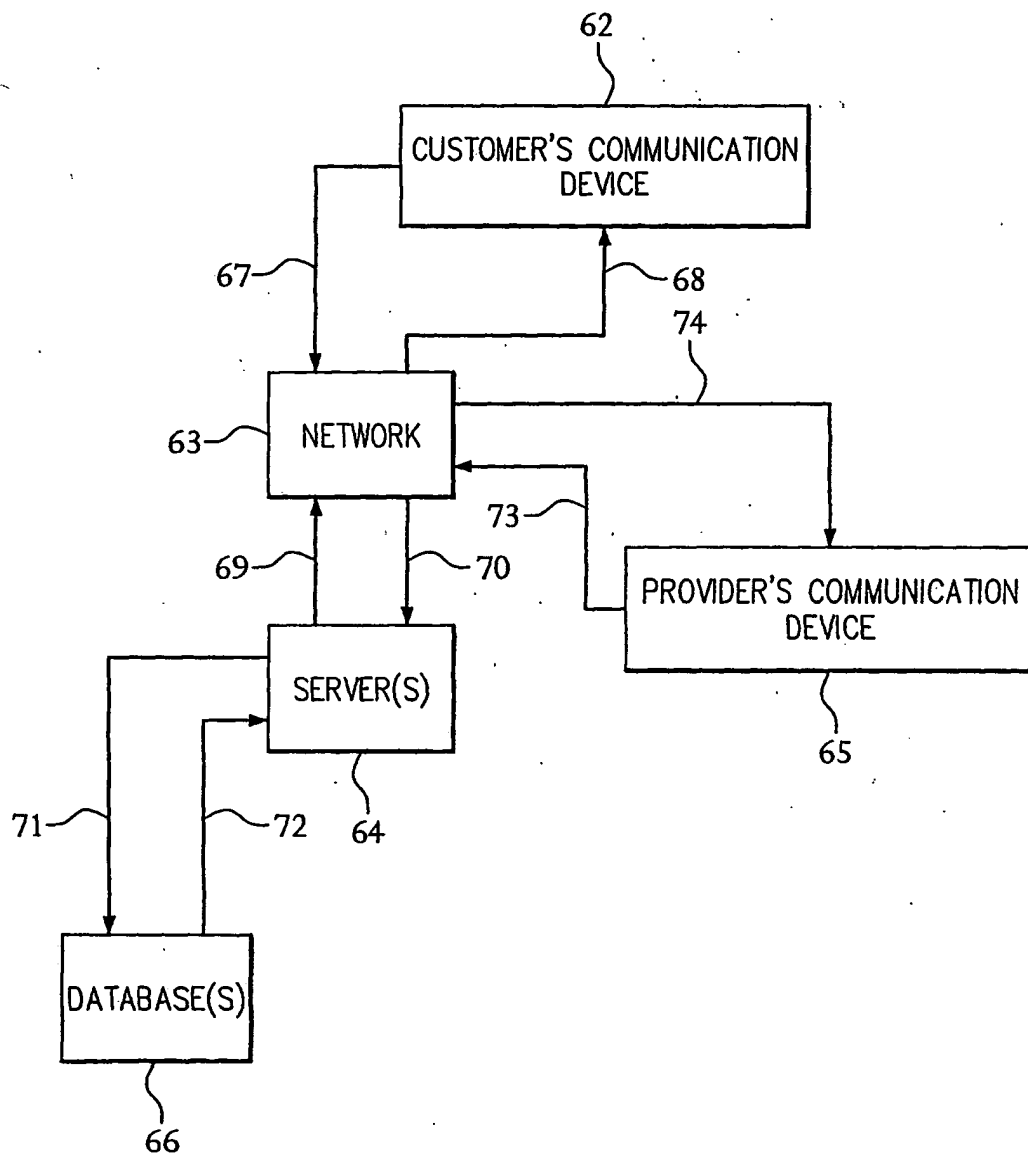 62
CUSTOMER'S COMMUNICATION
DEVICE
67
68
74
63
NETWORK
73
69
70
PROVIDER'S COMMUNICATION
DEVICE
SERVER(S)
65
71
72
64
DATABASE(S)
66